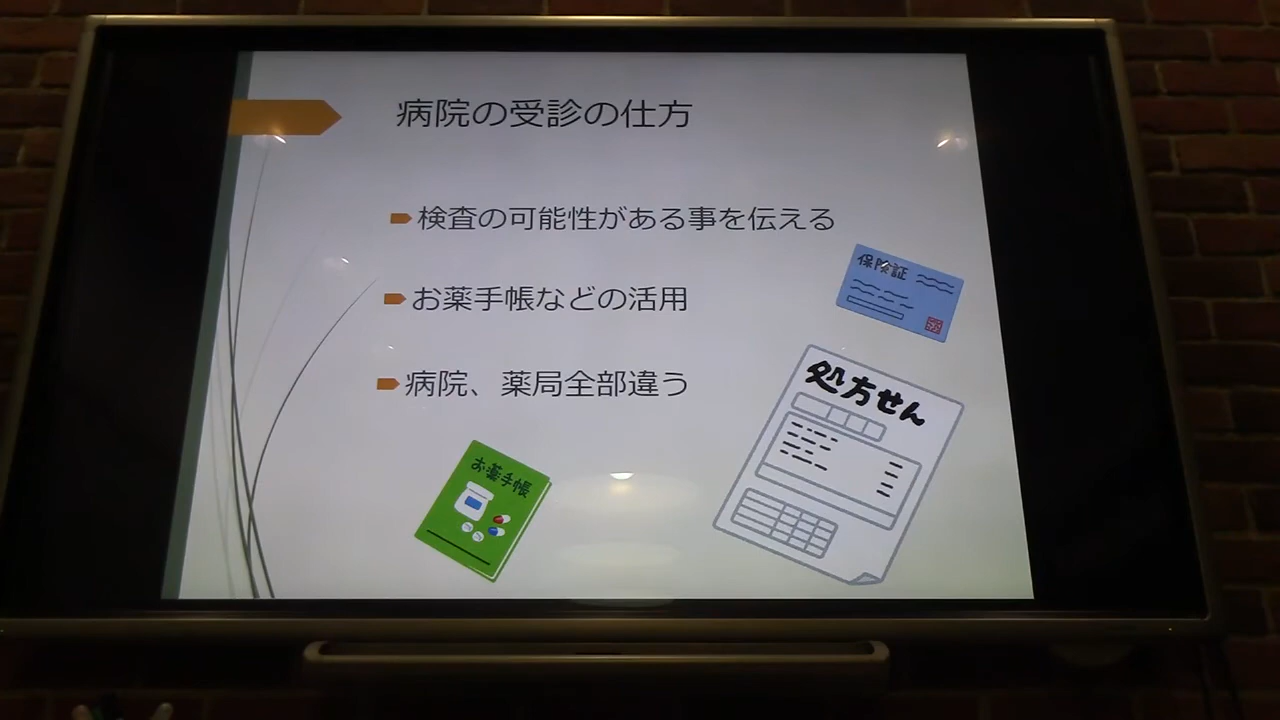 病院の受診の仕方
検査の可能性がある事を伝える
お薬手帳などの活用
病院、薬局全部違う
保険証
処方せん
お薬手帳